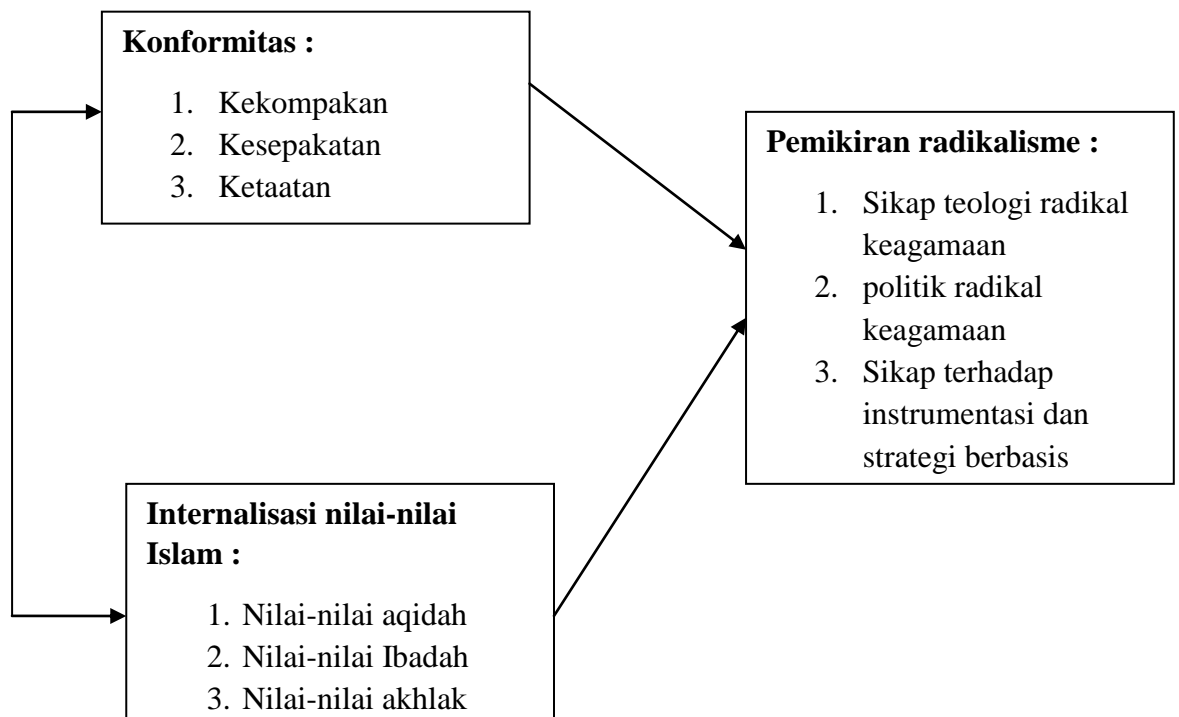 Konformitas :
1. Kekompakan
2. Kesepakatan
3. Ketaatan
Pemikiran radikalisme :
1. Sikap teologi radikal
keagamaan
2. politik radikal
keagamaan
3. Sikap terhadap
instrumentasi dan
strategi berbasis
Internalisasi nilai-nilai
Islam :
1. Nilai-nilai aqidah
2. Nilai-nilai Ibadah
3. Nilai-nilai akhlak